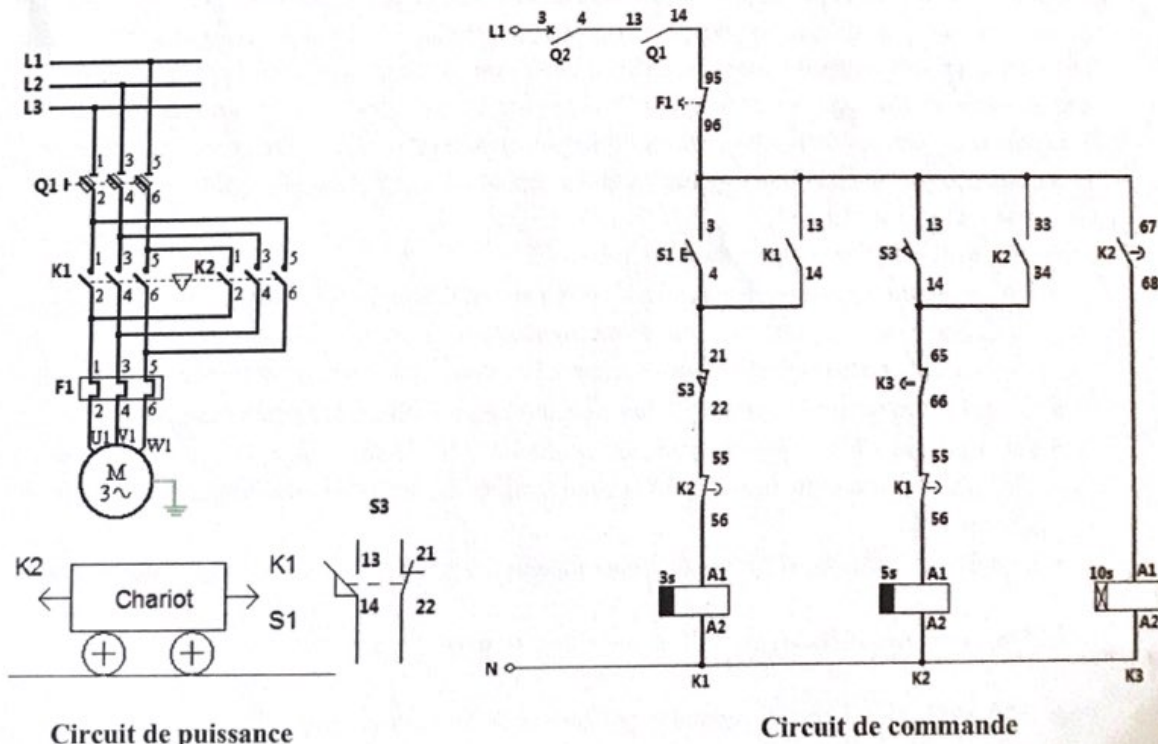 L1
L2
L3
1 3 5
Q1
2 4 6
K1 1 3 5 K2 1 3 5
2 4 6 2 4 6
1 3 5
F1
2 4 6
U1 V1 W1
M
3~
S3
K2 Chariot K1
S1
13 21
14 22
Circuit de puissance
L1 3 4 13 14
Q2 Q1
95
F1
96
3 13 13 33 67
S1 K1 S3 K2 K2
4 14 14 34 68
21 65
S3 K3
22 66
55 55
K2 K1
56 56
3s A1 5s A1 10s A1
A2 A2 A2
N
K1 K2 K3
Circuit de commande